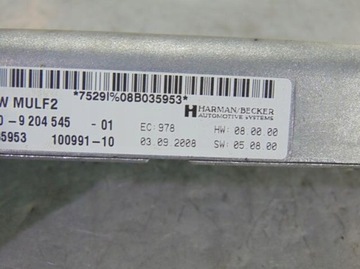 *7529I%08B035953*
W MULF2
HARMAN/BECKER
AUTOMOTIVE SYSTEMS
-9 204 545 -01
EC: 978
HW: 08 00 00
5953
100991-10
03.09.2008
SW: 05 08 00